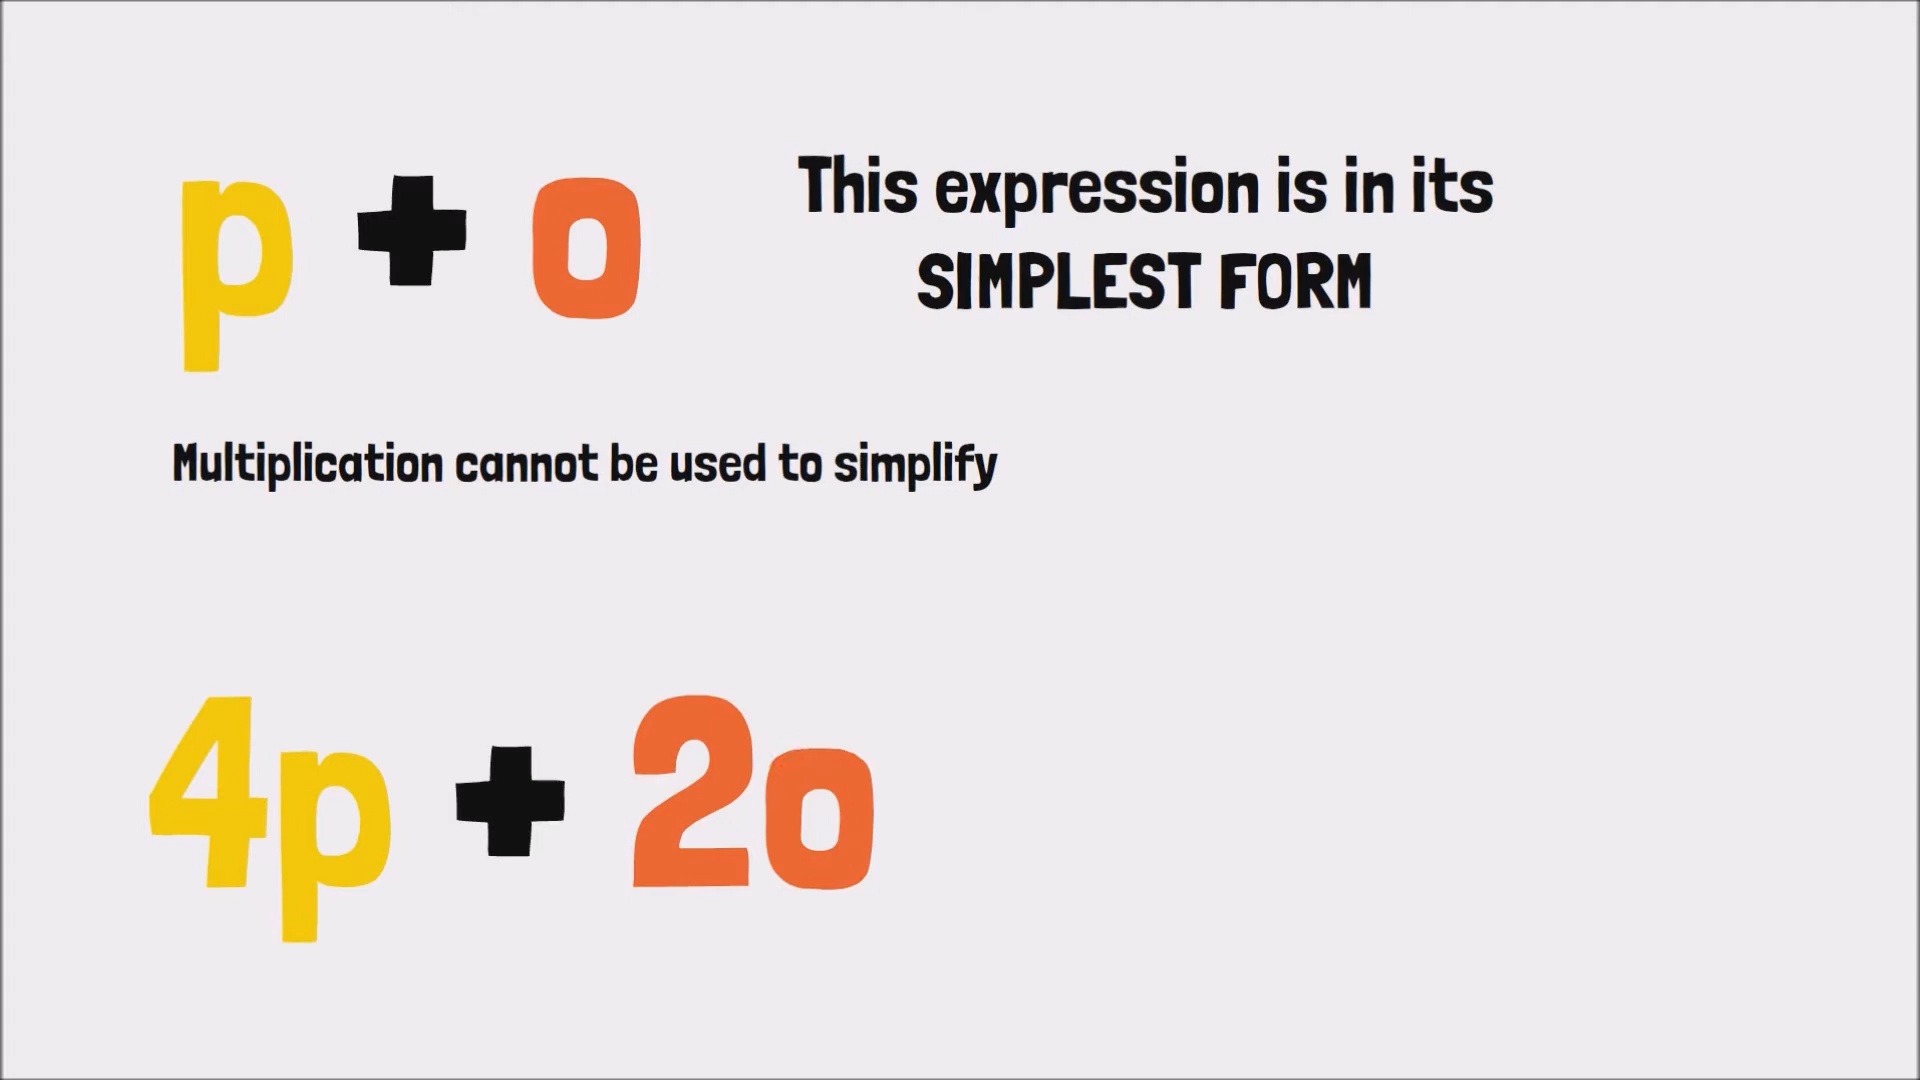 p + o
This expression is in its
SIMPLEST FORM
Multiplication cannot be used to simplify
4p + 2o